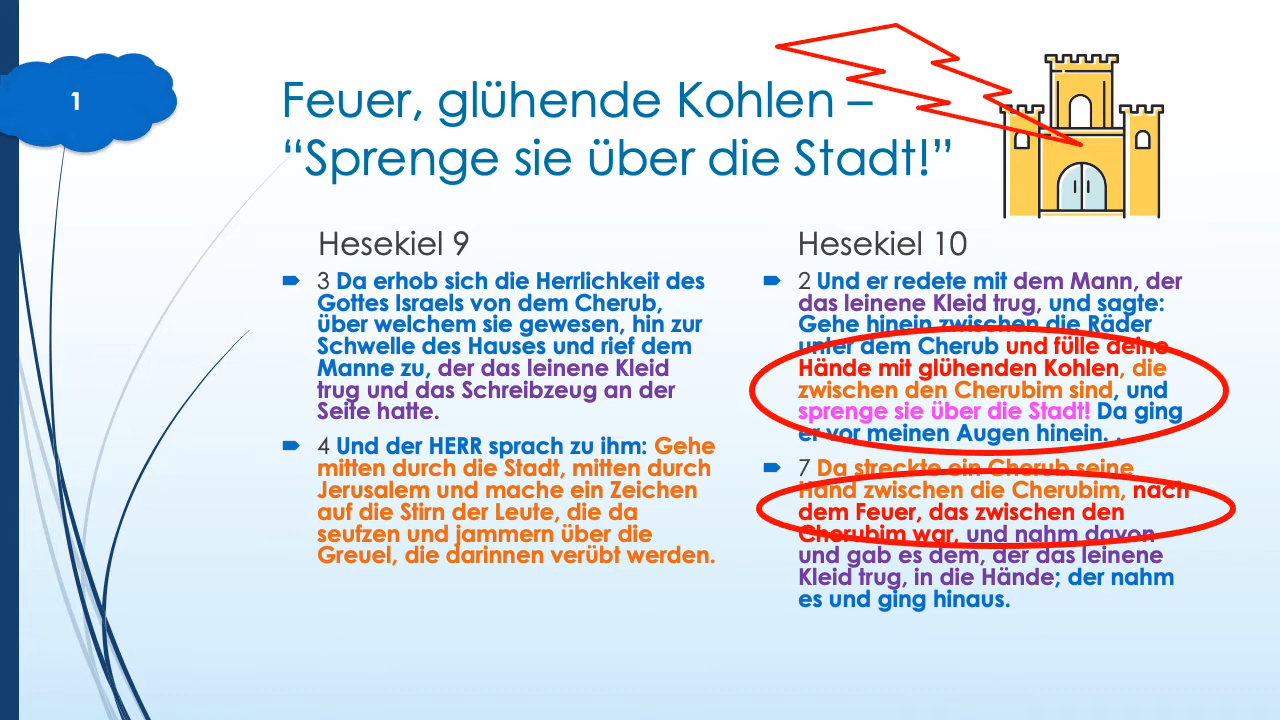 1
Feuer, glühende Kohlen –
“Sprenge sie über die Stadt!”
Hesekiel 9
3 Da erhob sich die Herrlichkeit des
Gottes Israels von dem Cherub,
über welchem sie gewesen, hin zur
Schwelle des Hauses und rief dem
Manne zu, der das leinene Kleid
trug und das Schreibzeug an der
Seite hatte.
4 Und der HERR sprach zu ihm: Gehe
mitten durch die Stadt, mitten durch
Jerusalem und mache ein Zeichen
auf die Stirn der Leute, die da
seufzen und jammern über die
Greuel, die darinnen verübt werden.
Hesekiel 10
2 Und er redete mit dem Mann, der
das leinene Kleid trug, und sagte:
Gehe hinein zwischen die Räder
unter dem Cherub und fülle deine
Hände mit glühenden Kohlen, die
zwischen den Cherubim sind, und
sprenge sie über die Stadt! Da ging
er vor meinen Augen hinein. .
7 Da streckte ein Cherub seine
Hand zwischen die Cherubim, nach
dem Feuer, das zwischen den
Cherubim war, und nahm davon
und gab es dem, der das leinene
Kleid trug, in die Hände; der nahm
es und ging hinaus.